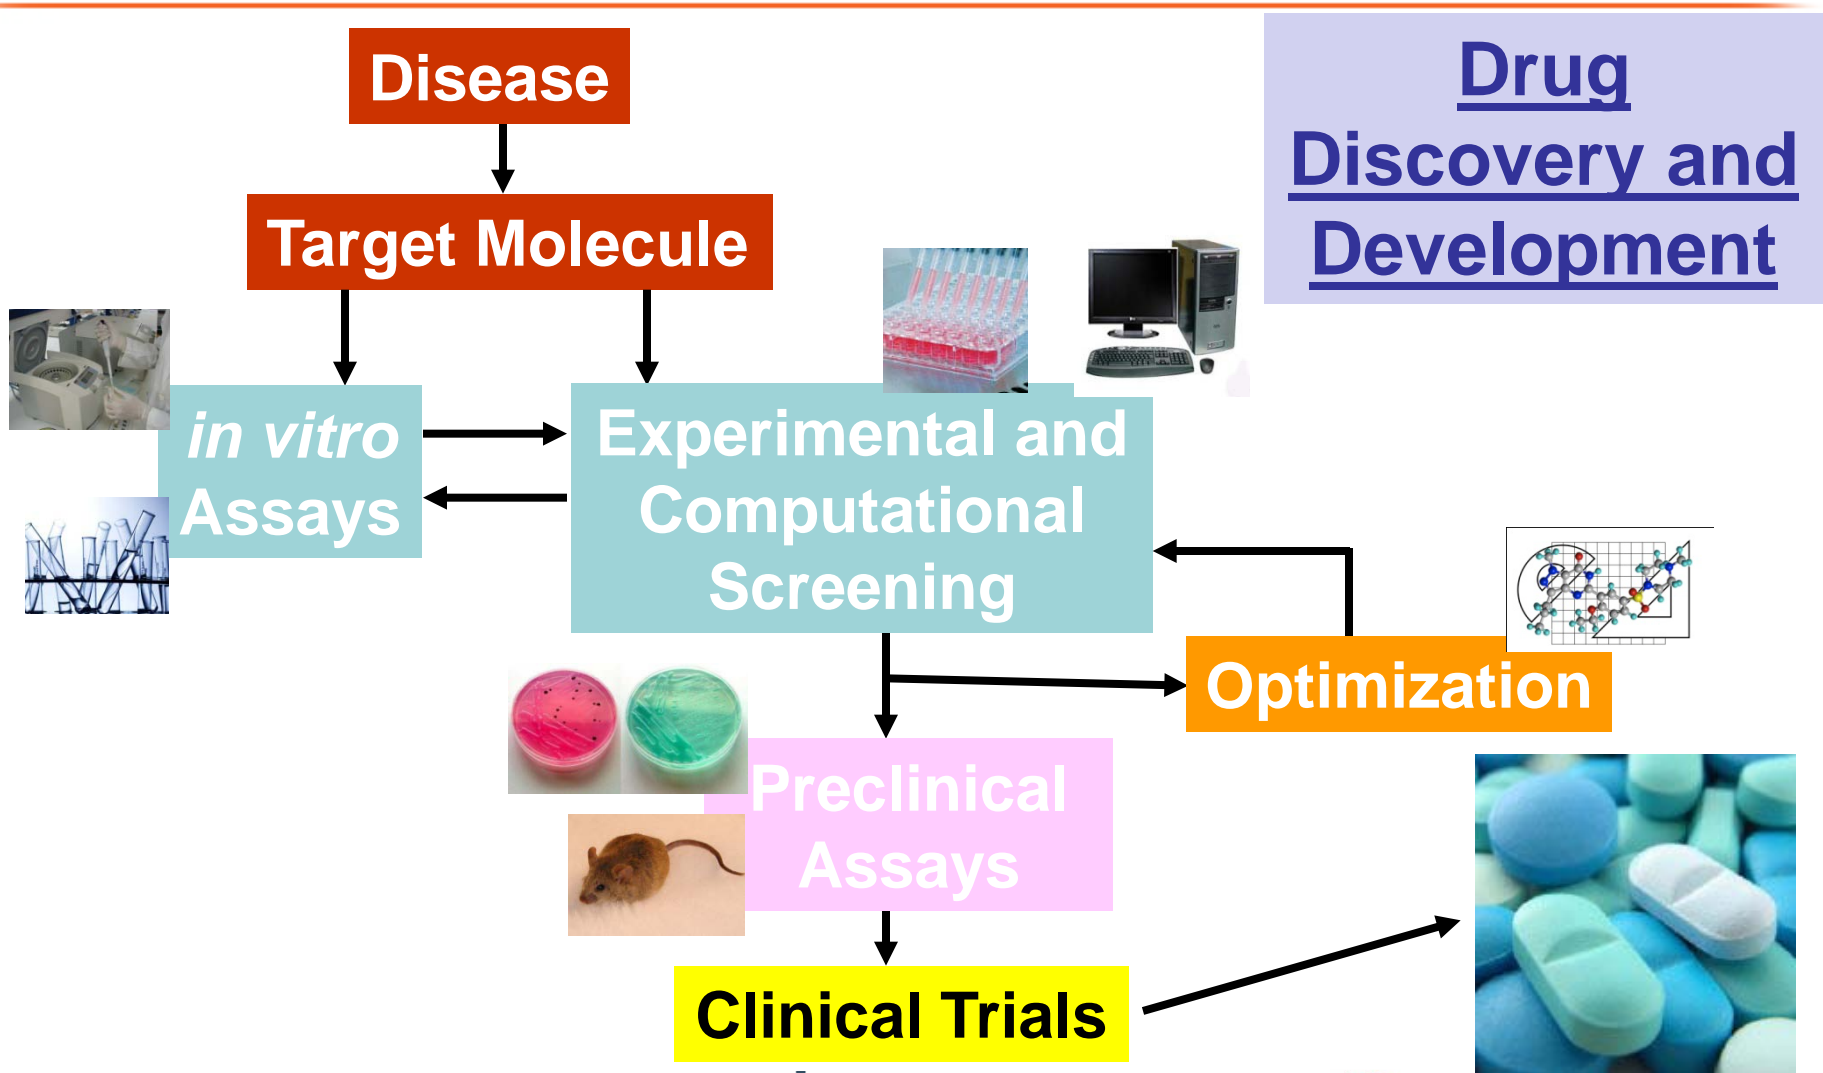 Disease
Drug
Discovery and
Development
Target Molecule
in vitro
Assays
Experimental and
Computational
Screening
Optimization
Preclinical
Assays
Clinical Trials